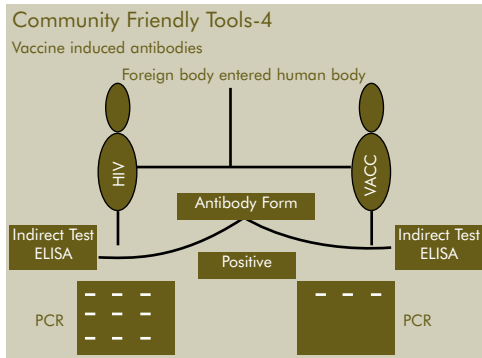 Community Friendly Tools-4
Vaccine induced antibodies
Foreign body entered human body
HIV
VACC
Antibody Form
Indirect Test
ELISA
Indirect Test
ELISA
Positive
PCR
PCR